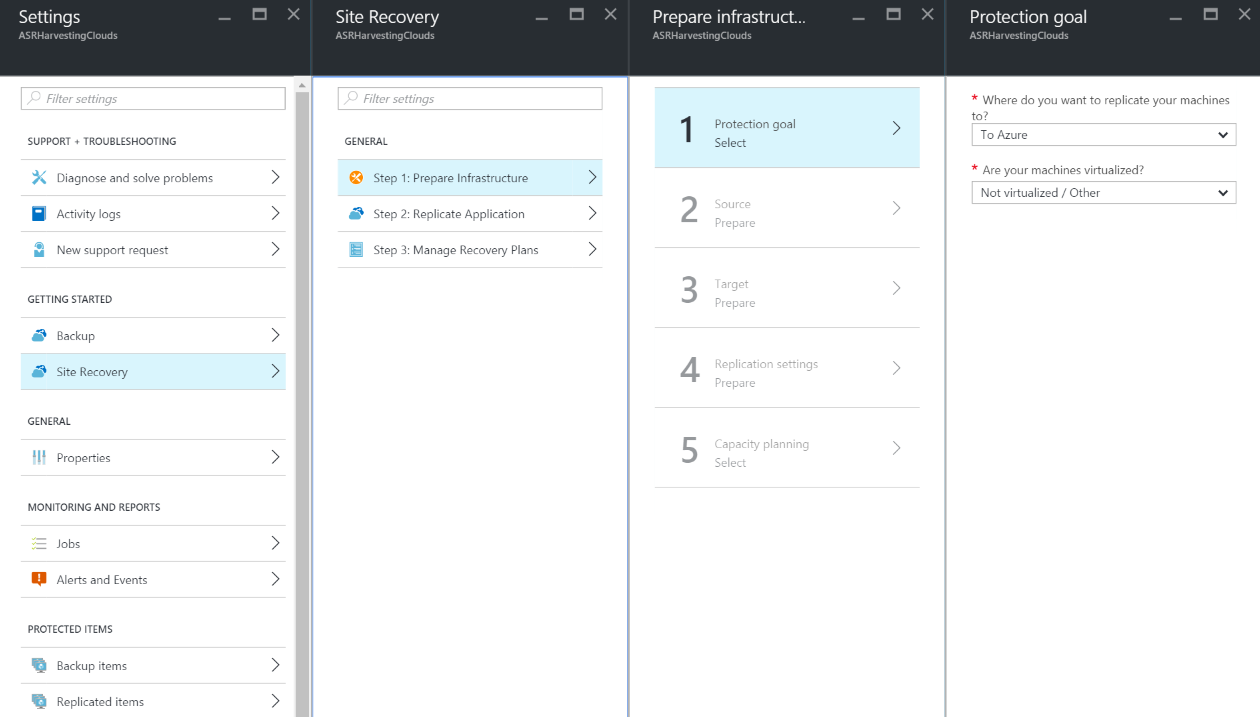 Settings
ASRHarvestingClouds
Filter settings
SUPPORT + TROUBLESHOOTING
Diagnose and solve problems
Activity logs
New support request
GETTING STARTED
Backup
Site Recovery
GENERAL
Properties
MONITORING AND REPORTS
Jobs
Alerts and Events
PROTECTED ITEMS
Backup items
Replicated items
Site Recovery
ASRHarvestingClouds
Filter settings
GENERAL
Step 1: Prepare Infrastructure
Step 2: Replicate Application
Step 3: Manage Recovery Plans
Prepare infrastruct...
ASRHarvestingClouds
1
Protection goal
Select
2
Source
Prepare
3
Target
Prepare
4
Replication settings
Prepare
5
Capacity planning
Select
Protection goal
ASRHarvestingClouds
* Where do you want to replicate your machines
to?
To Azure
* Are your machines virtualized?
Not virtualized / Other